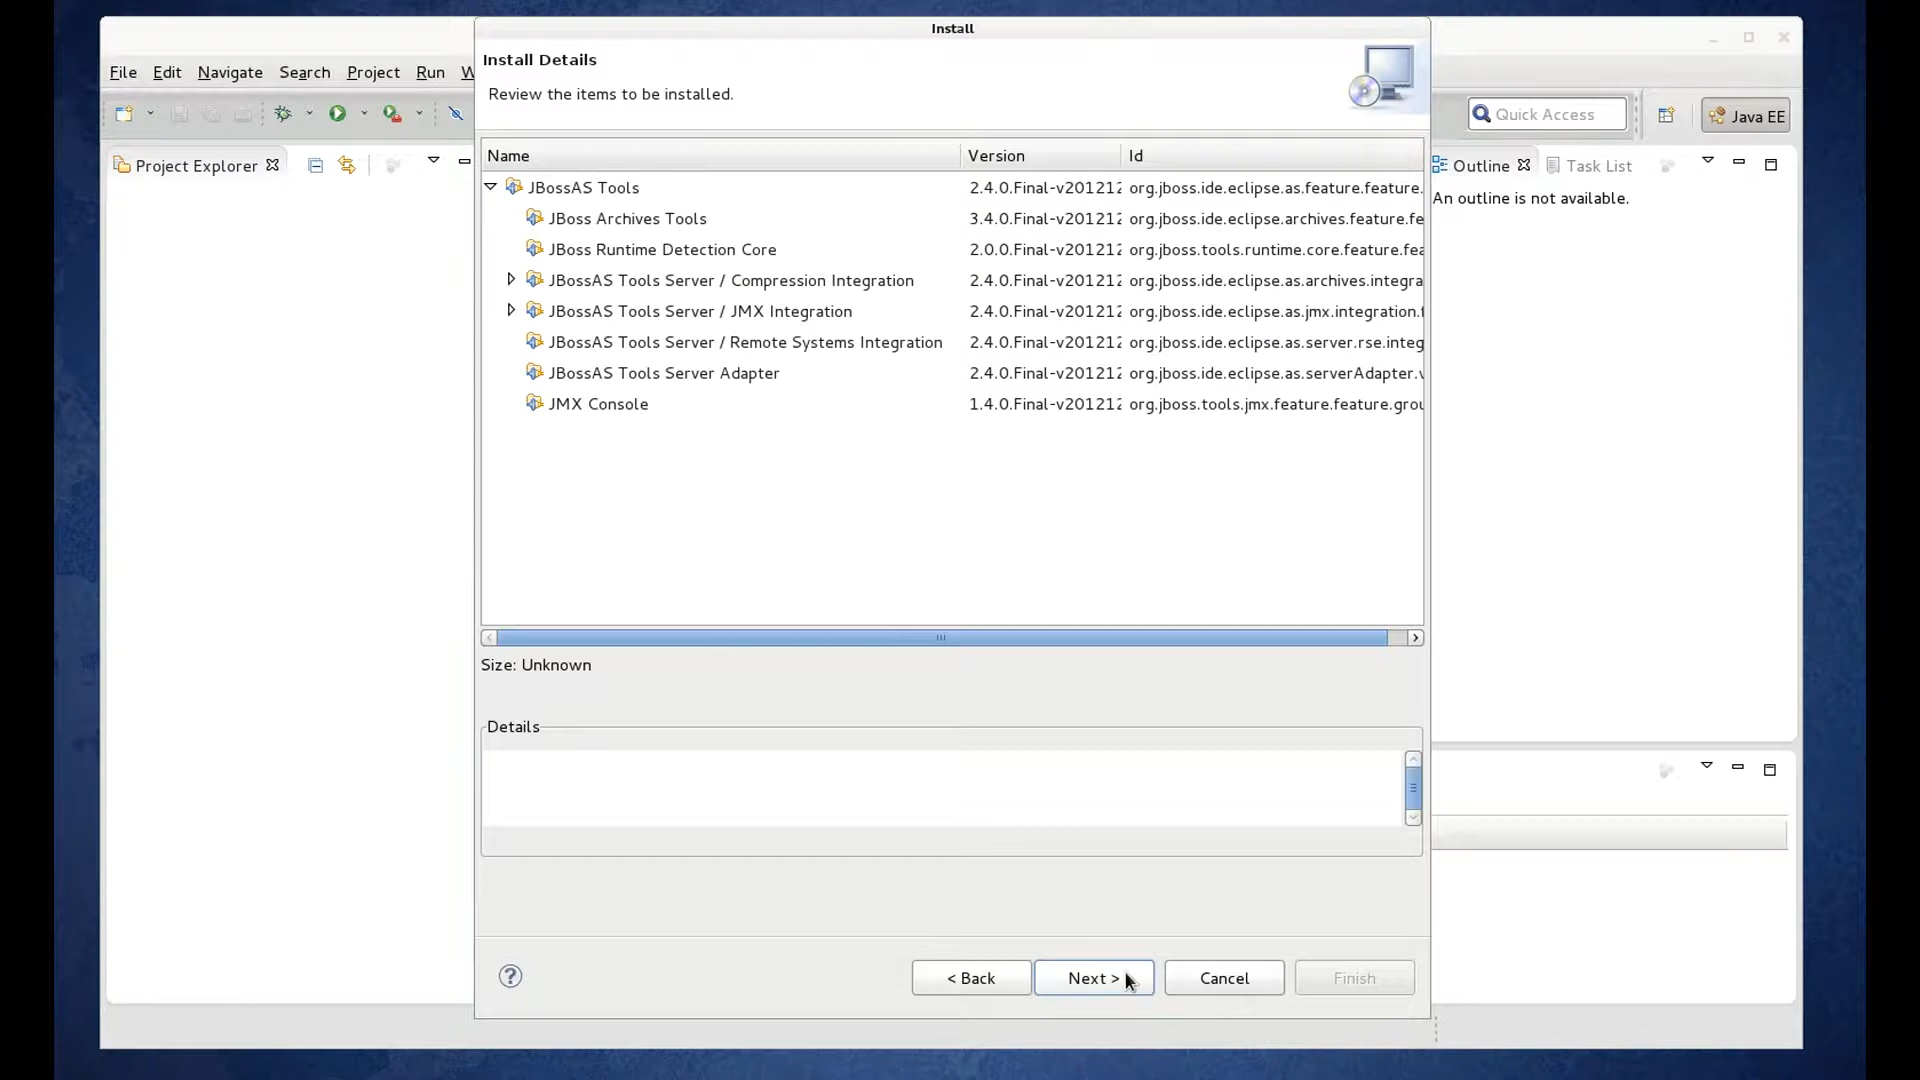 Install
Install Details
Review the items to be installed.
File Edit Navigate Search Project Run W
Quick Access
Java EE
Project Explorer
Outline Task List
An outline is not available.
Name Version Id
JBossAS Tools 2.4.0.Final-v201212 org.jboss.ide.eclipse.as.feature.feature.
JBoss Archives Tools 3.4.0.Final-v201212 org.jboss.ide.eclipse.archives.feature.fe
JBoss Runtime Detection Core 2.0.0.Final-v201212 org.jboss.tools.runtime.core.feature.fea
JBossAS Tools Server / Compression Integration 2.4.0.Final-v201212 org.jboss.ide.eclipse.as.archives.integra
JBossAS Tools Server / JMX Integration 2.4.0.Final-v201212 org.jboss.ide.eclipse.as.jmx.integration.f
JBossAS Tools Server / Remote Systems Integration 2.4.0.Final-v201212 org.jboss.ide.eclipse.as.server.rse.integ
JBossAS Tools Server Adapter 2.4.0.Final-v201212 org.jboss.ide.eclipse.as.serverAdapter.v
JMX Console 1.4.0.Final-v201212 org.jboss.tools.jmx.feature.feature.grou
Size: Unknown
Details
< Back Next > Cancel Finish